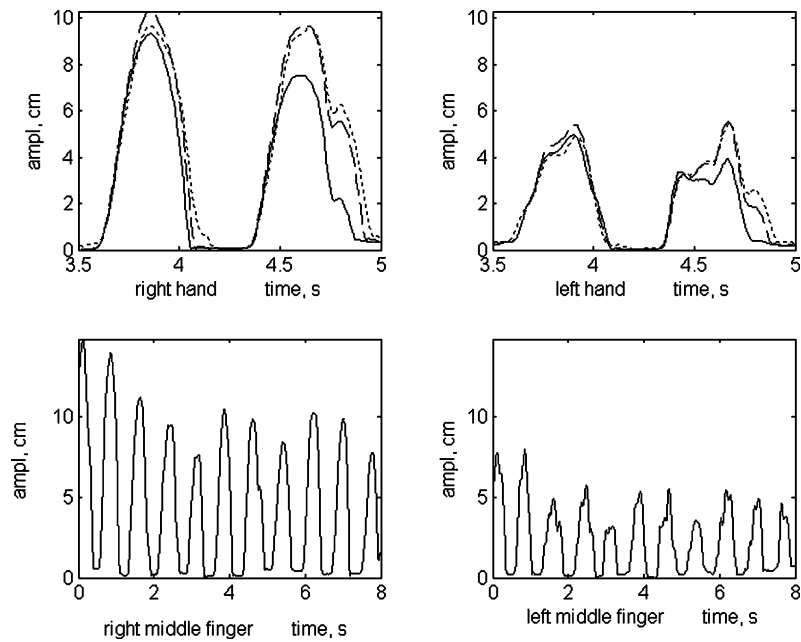 ampl, cm
10
8
6
4
2
0
3.5 4 4.5 5
right hand time, s
ampl, cm
10
8
6
4
2
0
3.5 4 4.5 5
left hand time, s
ampl, cm
10
5
0
0 2 4 6 8
right middle finger time, s
ampl, cm
10
5
0
0 2 4 6 8
left middle finger time, s